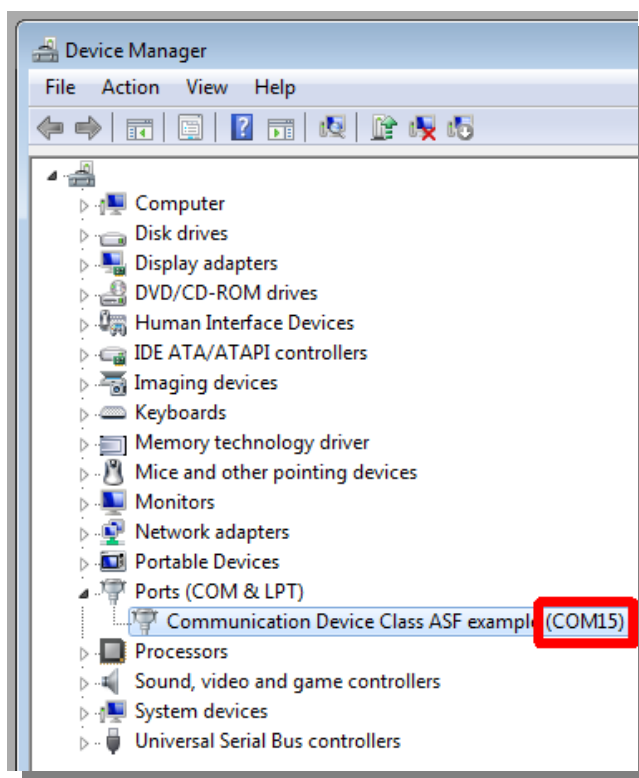 Device Manager
File Action View Help
Computer
Disk drives
Display adapters
DVD/CD-ROM drives
Human Interface Devices
IDE ATA/ATAPI controllers
Imaging devices
Keyboards
Memory technology driver
Mice and other pointing devices
Monitors
Network adapters
Portable Devices
Ports (COM & LPT)
Communication Device Class ASF example (COM15)
Processors
Sound, video and game controllers
System devices
Universal Serial Bus controllers